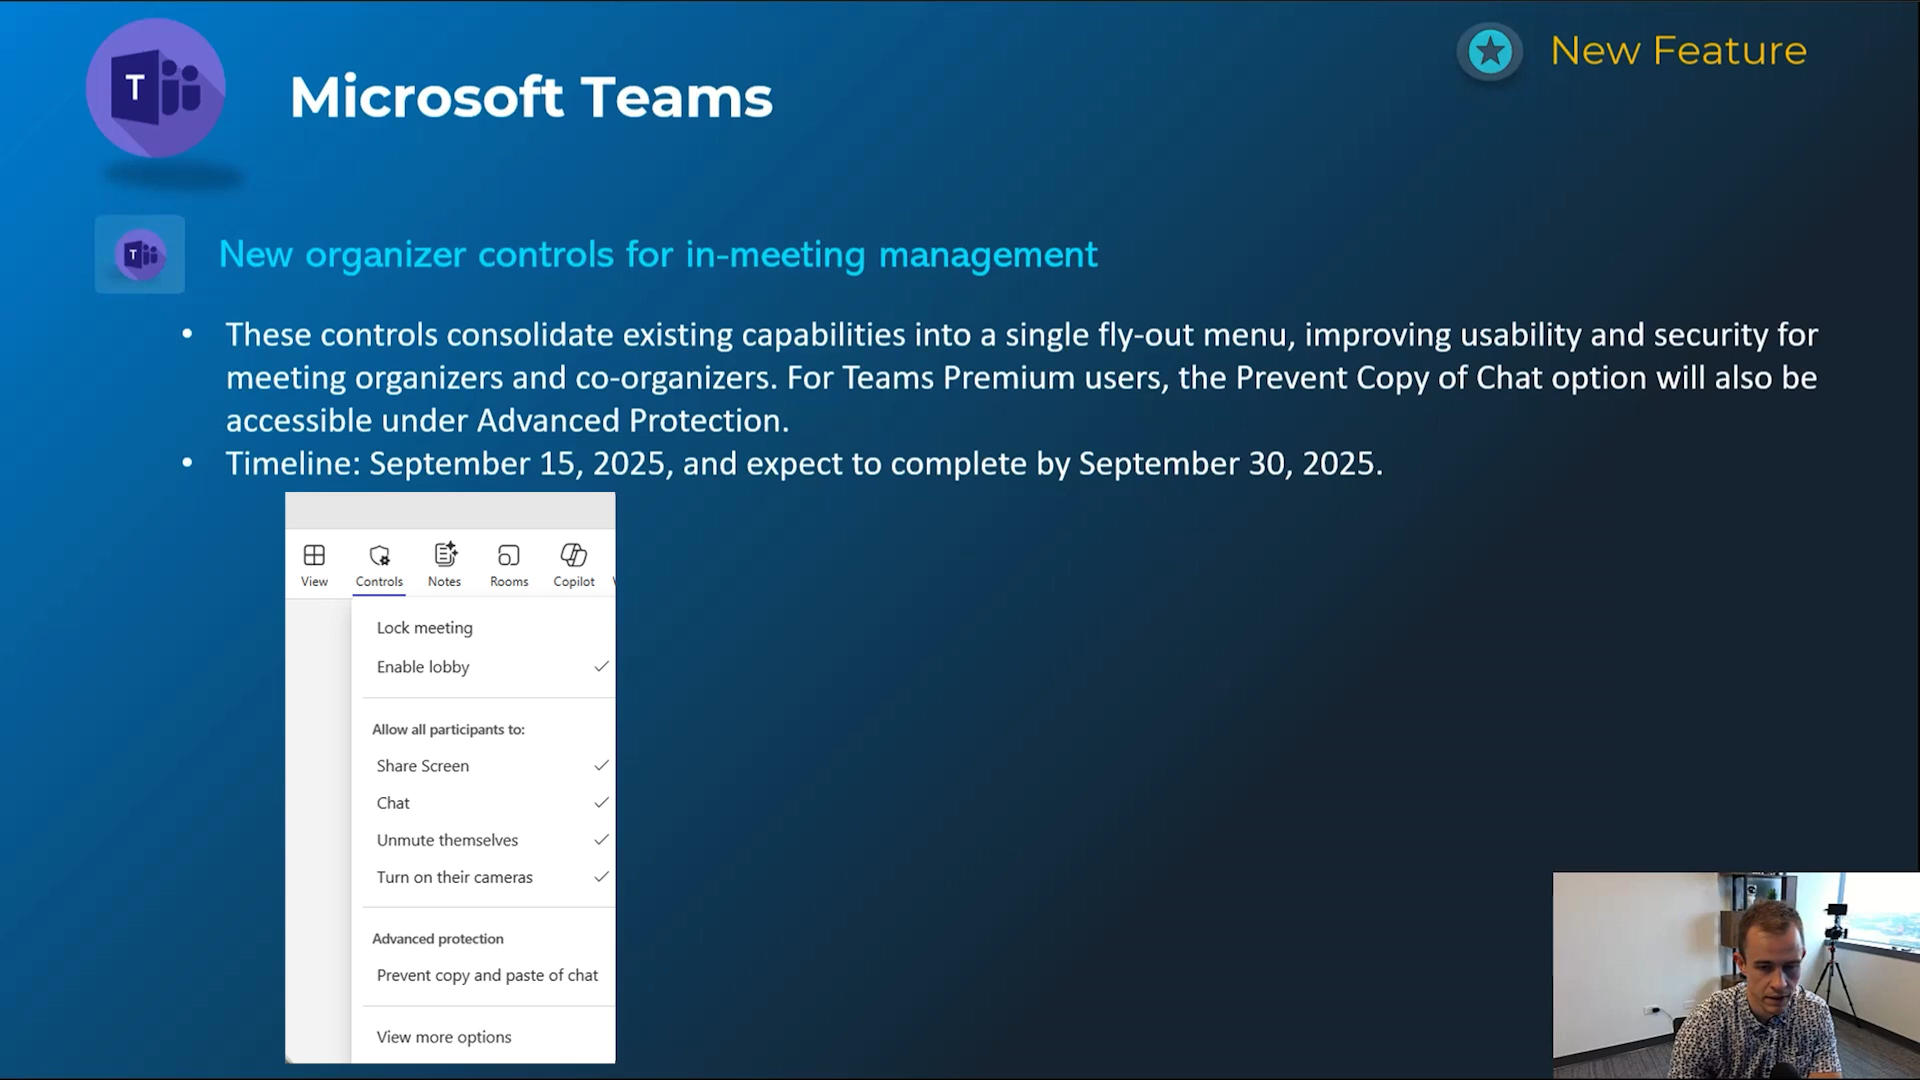 T
Microsoft Teams
New Feature
T
New organizer controls for in-meeting management
• These controls consolidate existing capabilities into a single fly-out menu, improving usability and security for
meeting organizers and co-organizers. For Teams Premium users, the Prevent Copy of Chat option will also be
accessible under Advanced Protection.
• Timeline: September 15, 2025, and expect to complete by September 30, 2025.
View Controls Notes Rooms Copilot
Lock meeting
Enable lobby
Allow all participants to:
Share Screen
Chat
Unmute themselves
Turn on their cameras
Advanced protection
Prevent copy and paste of chat
View more options